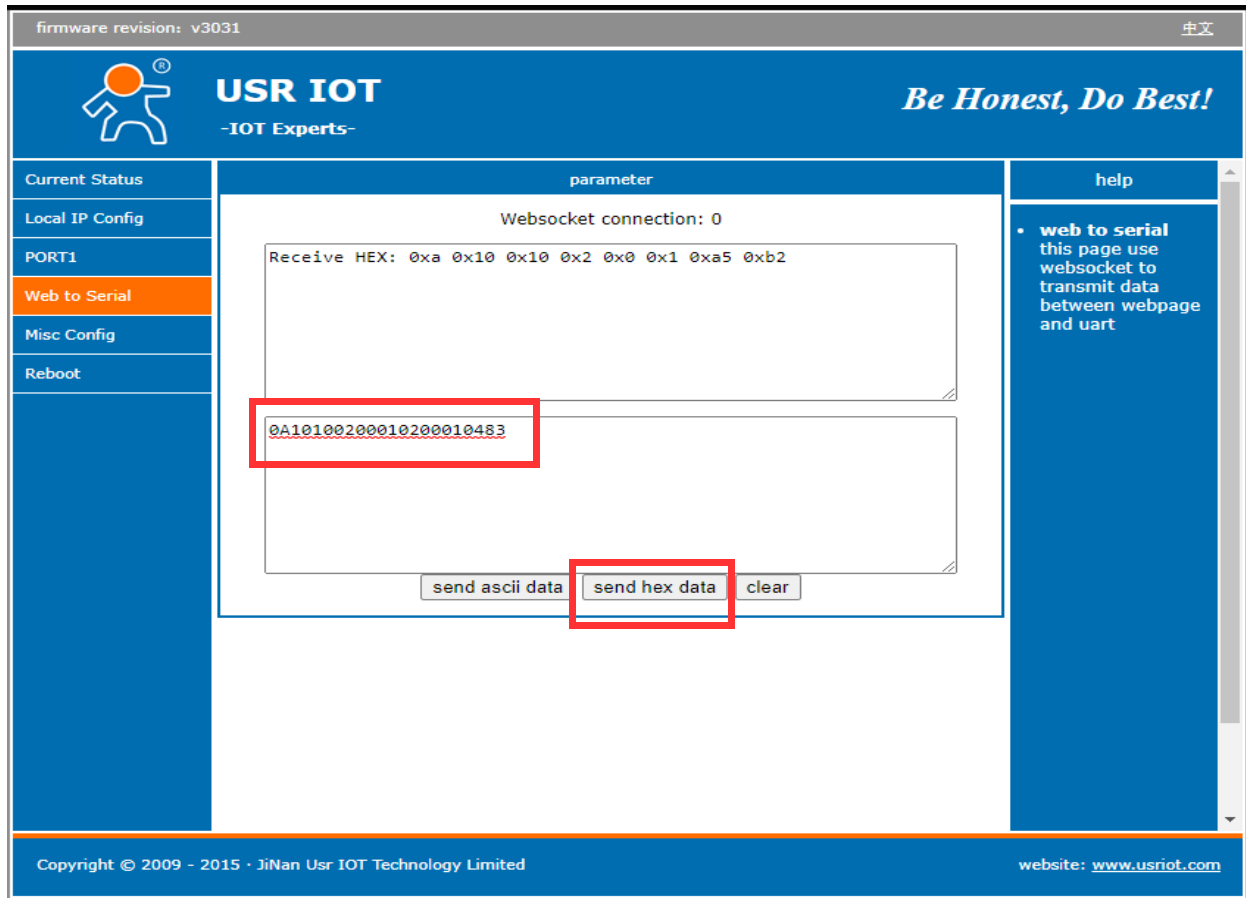 firmware revision: v3031
中文
®
USR IOT
-IOT Experts-
Be Honest, Do Best!
Current Status
Local IP Config
PORT1
Web to Serial
Misc Config
Reboot
parameter
Websocket connection: 0
Receive HEX: 0xa 0x10 0x10 0x2 0x0 0x1 0xa5 0xb2
0A10100200010200010483
send ascii data
send hex data
clear
help
• web to serial
this page use
websocket to
transmit data
between webpage
and uart
Copyright © 2009 - 2015 · JiNan Usr IOT Technology Limited
website: www.usriot.com